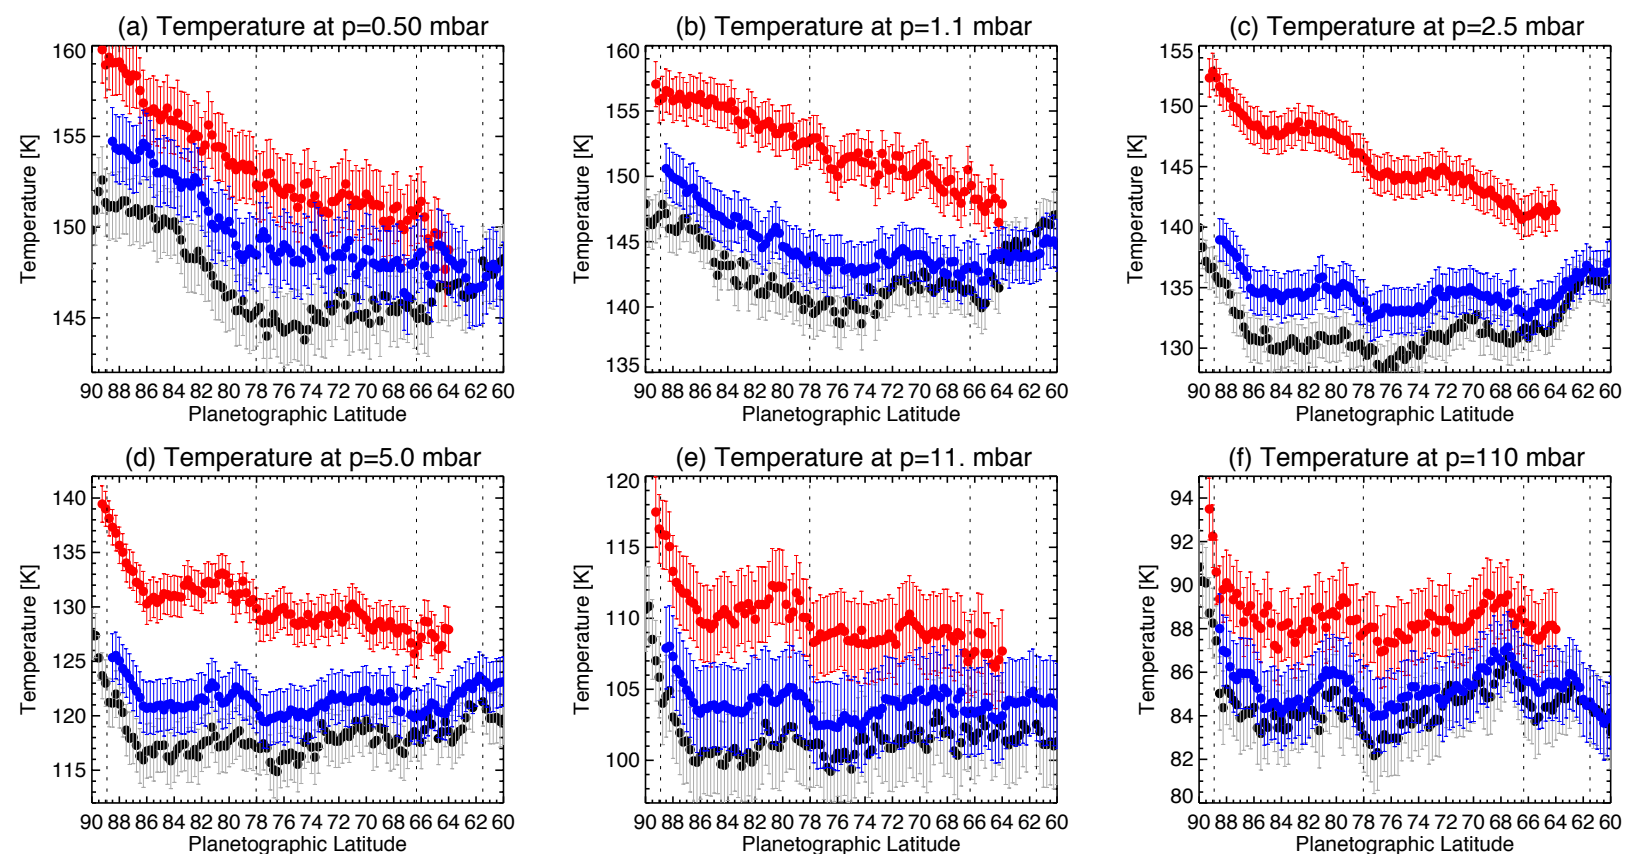 (a) Temperature at p=0.50 mbar
160
155
150
145
Temperature [K]
90 88 86 84 82 80 78 76 74 72 70 68 66 64 62 60
Planetographic Latitude
(b) Temperature at p=1.1 mbar
160
155
150
145
140
135
Temperature [K]
90 88 86 84 82 80 78 76 74 72 70 68 66 64 62 60
Planetographic Latitude
(c) Temperature at p=2.5 mbar
155
150
145
140
135
130
Temperature [K]
90 88 86 84 82 80 78 76 74 72 70 68 66 64 62 60
Planetographic Latitude
(d) Temperature at p=5.0 mbar
140
135
130
125
120
115
Temperature [K]
90 88 86 84 82 80 78 76 74 72 70 68 66 64 62 60
Planetographic Latitude
(e) Temperature at p=11. mbar
120
115
110
105
100
Temperature [K]
90 88 86 84 82 80 78 76 74 72 70 68 66 64 62 60
Planetographic Latitude
(f) Temperature at p=110 mbar
94
92
90
88
86
84
82
80
Temperature [K]
90 88 86 84 82 80 78 76 74 72 70 68 66 64 62 60
Planetographic Latitude